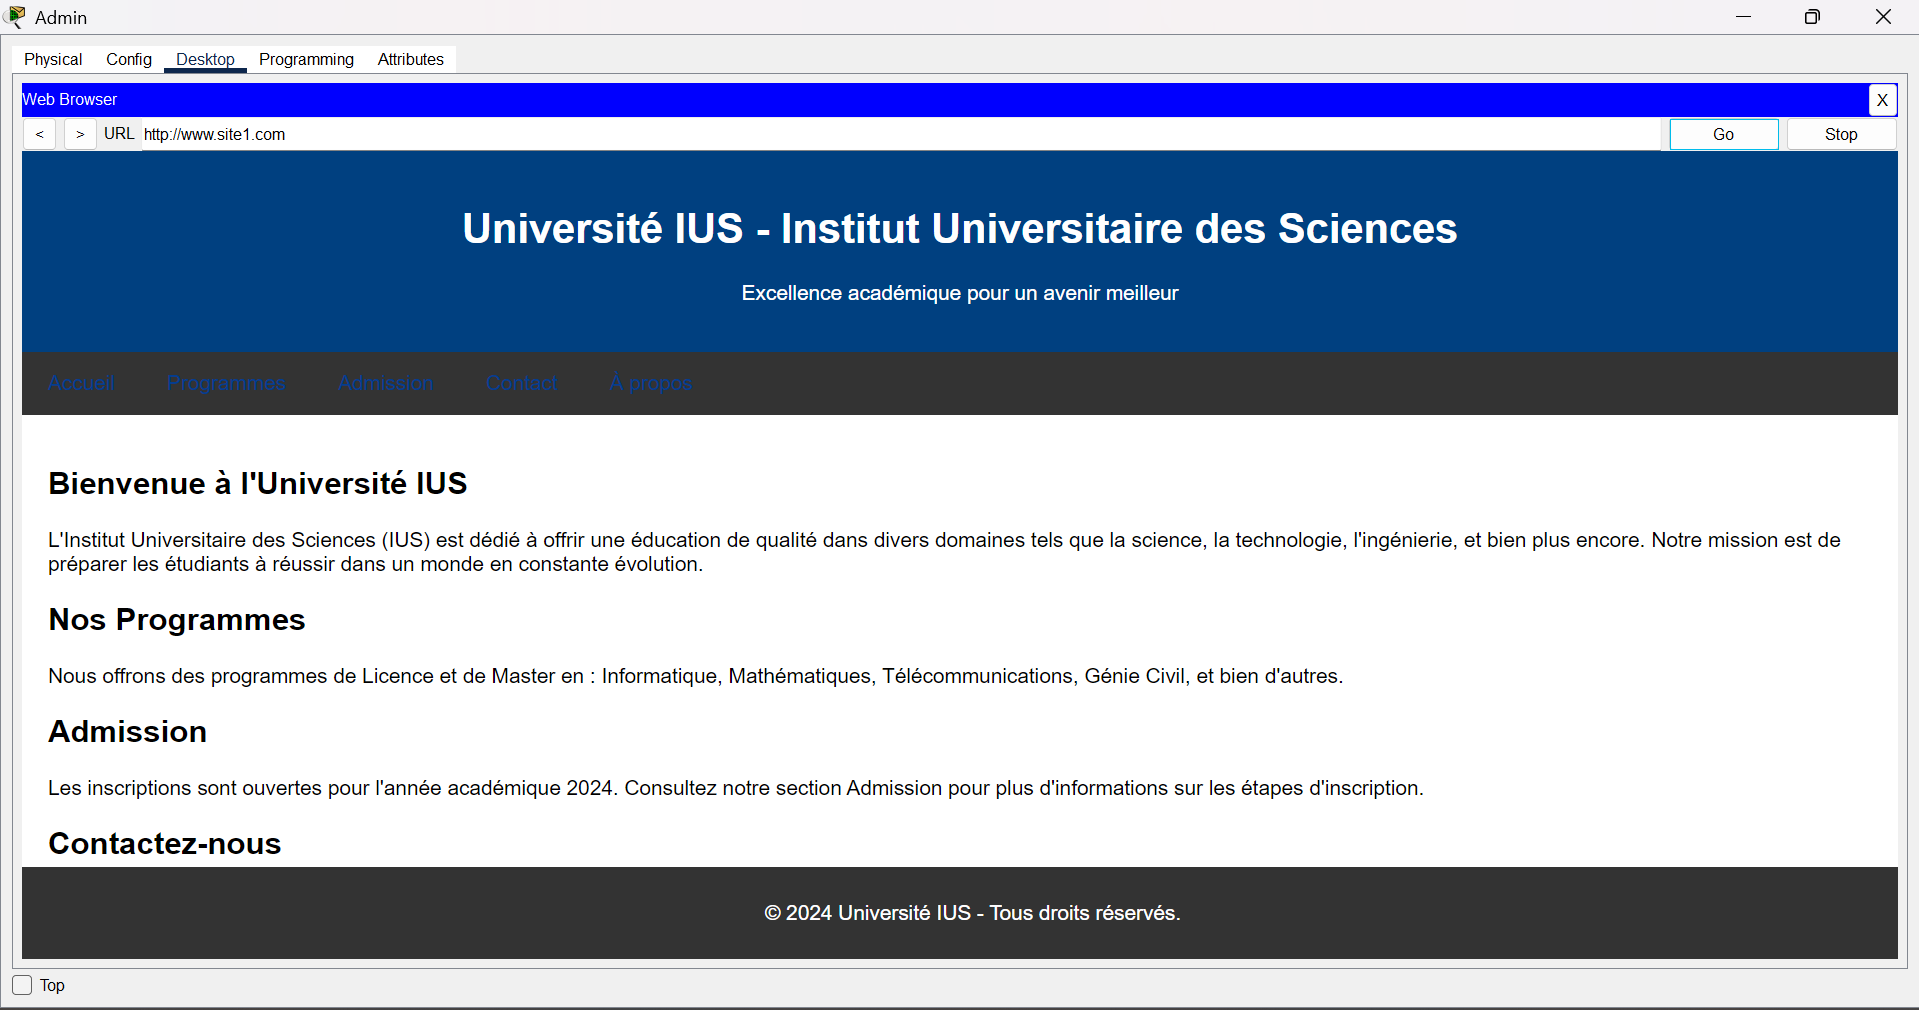 Admin
Physical Config Desktop Programming Attributes
Web Browser
X
< > URL http://www.site1.com Go Stop
Université IUS - Institut Universitaire des Sciences
Excellence académique pour un avenir meilleur
Accueil Programmes Admission Contact À propos
Bienvenue à l'Université IUS
L'Institut Universitaire des Sciences (IUS) est dédié à offrir une éducation de qualité dans divers domaines tels que la science, la technologie, l'ingénierie, et bien plus encore. Notre mission est de
préparer les étudiants à réussir dans un monde en constante évolution.
Nos Programmes
Nous offrons des programmes de Licence et de Master en : Informatique, Mathématiques, Télécommunications, Génie Civil, et bien d'autres.
Admission
Les inscriptions sont ouvertes pour l'année académique 2024. Consultez notre section Admission pour plus d'informations sur les étapes d'inscription.
Contactez-nous
© 2024 Université IUS - Tous droits réservés.
Top